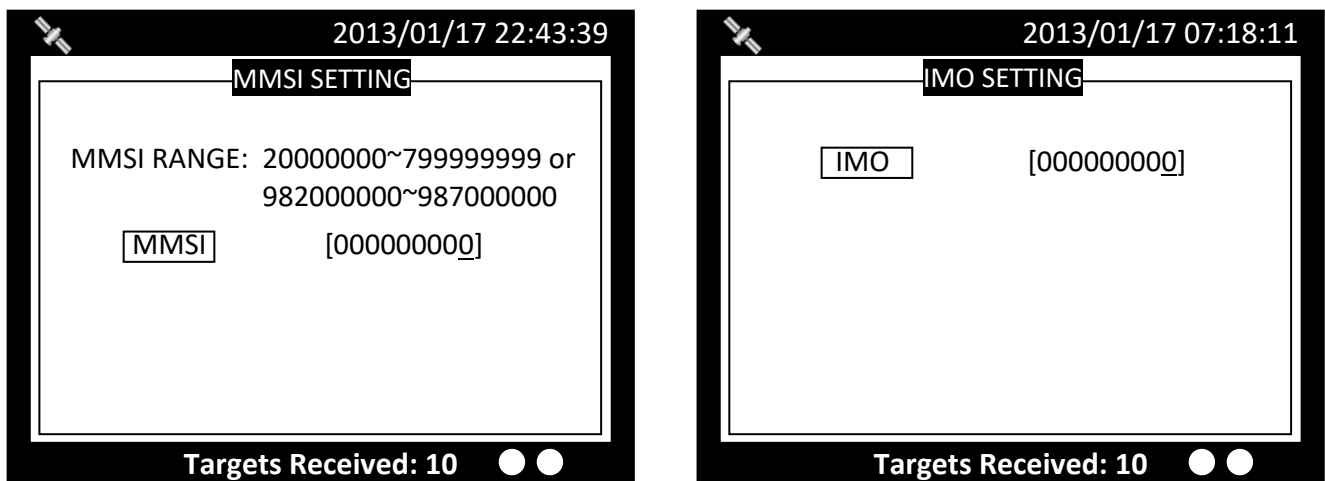 2013/01/17 22:43:39
MMSI SETTING
MMSI RANGE: 20000000~799999999 or
982000000~987000000
MMSI [000000000]
Targets Received: 10
2013/01/17 07:18:11
IMO SETTING
IMO [000000000]
Targets Received: 10